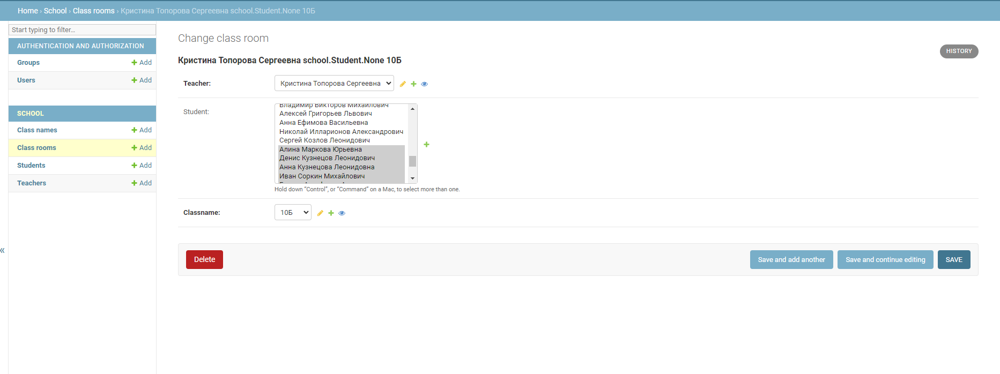 Home › School › Class rooms › Кристина Топорова Сергеевна school.Student.None 10Б
Start typing to filter...
AUTHENTICATION AND AUTHORIZATION
Groups + Add
Users + Add
SCHOOL
Class names + Add
Class rooms + Add
Students + Add
Teachers + Add
«
Change class room
HISTORY
Кристина Топорова Сергеевна school.Student.None 10Б
Teacher: Кристина Топорова Сергеевна
Student:
Владимир Викторов Михайлович
Алексей Григорьев Львович
Анна Ефимова Васильевна
Николай Илларионов Александрович
Сергей Козлов Леонидович
Алина Маркова Юрьевна
Денис Кузнецов Леонидович
Анна Кузнецова Леонидовна
Иван Соркин Михайлович
Hold down “Control”, or “Command” on a Mac, to select more than one.
Classname: 10Б
Delete
Save and add another
Save and continue editing
SAVE